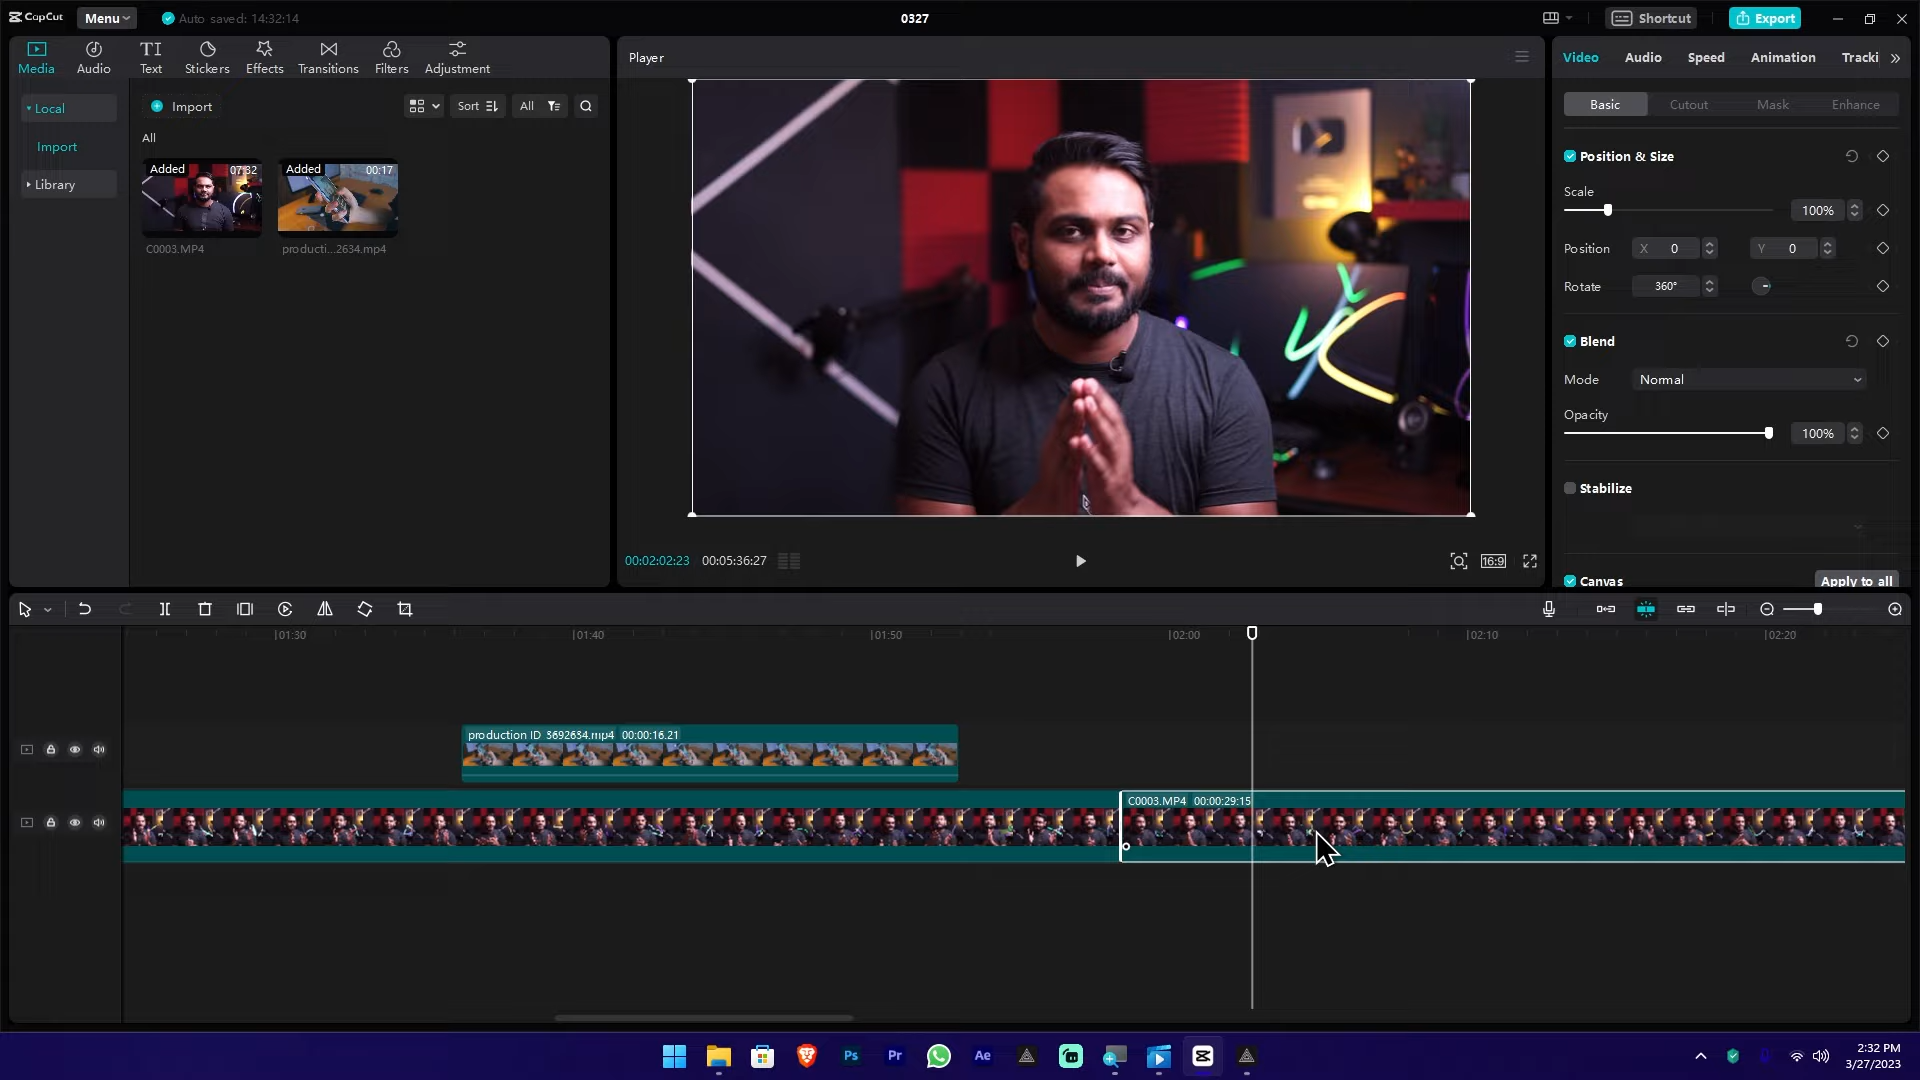 CapCut
Menu
Auto saved: 14:32:14
0327
Shortcut
Export
Media
Audio
Text
Stickers
Effects
Transitions
Filters
Adjustment
Player
Video
Audio
Speed
Animation
Tracki
Local
Import
Library
Import
Sort
All
All
Added
07:32
C0003.MP4
Added
00:17
producti...2634.mp4
Basic
Cutout
Mask
Enhance
Position & Size
Scale
100%
Position
X 0
Y 0
Rotate
360°
Blend
Mode
Normal
Opacity
100%
Stabilize
Canvas
Apply to all
00:02:02:23
00:05:36:27
16:9
01:30
01:40
01:50
02:00
02:10
02:20
production ID_3692634.mp4 00:00:16.21
C0003.MP4 00:00:29:15
Ps
Pr
Ae
2:32 PM
3/27/2023